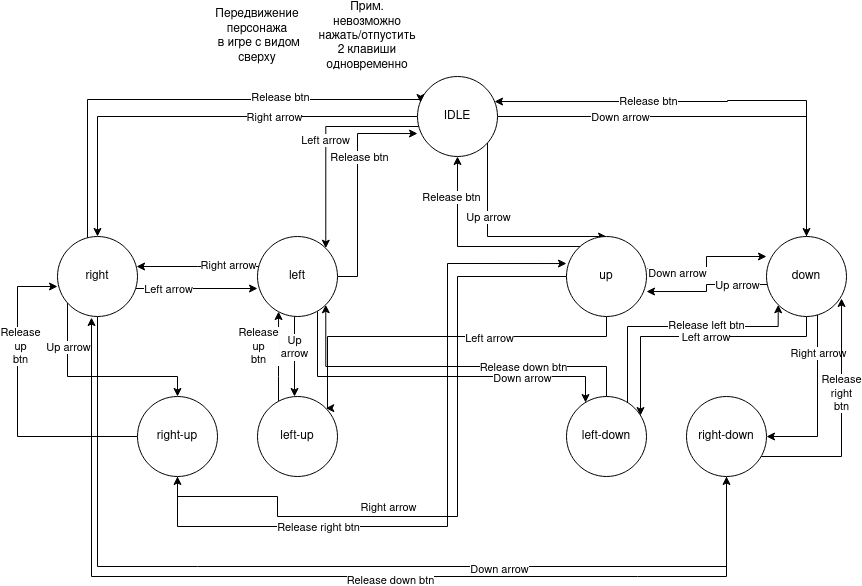 Передвижение
персонажа
в игре с видом
сверху
Прим.
невозможно
нажать/отпустить
2 клавиши
одновременно
Release btn
Release btn
IDLE
Right arrow
Down arrow
Left arrow
Release btn
Release btn
Up arrow
right
Right arrow
left
Left arrow
up
Down arrow
Up arrow
down
Release
up
btn
Up arrow
Release
up
btn
Up
arrow
Left arrow
Release left btn
Left arrow
Right arrow
Release down btn
Down arrow
Release
right
btn
right-up
left-up
left-down
right-down
Right arrow
Release right btn
Down arrow
Release down btn